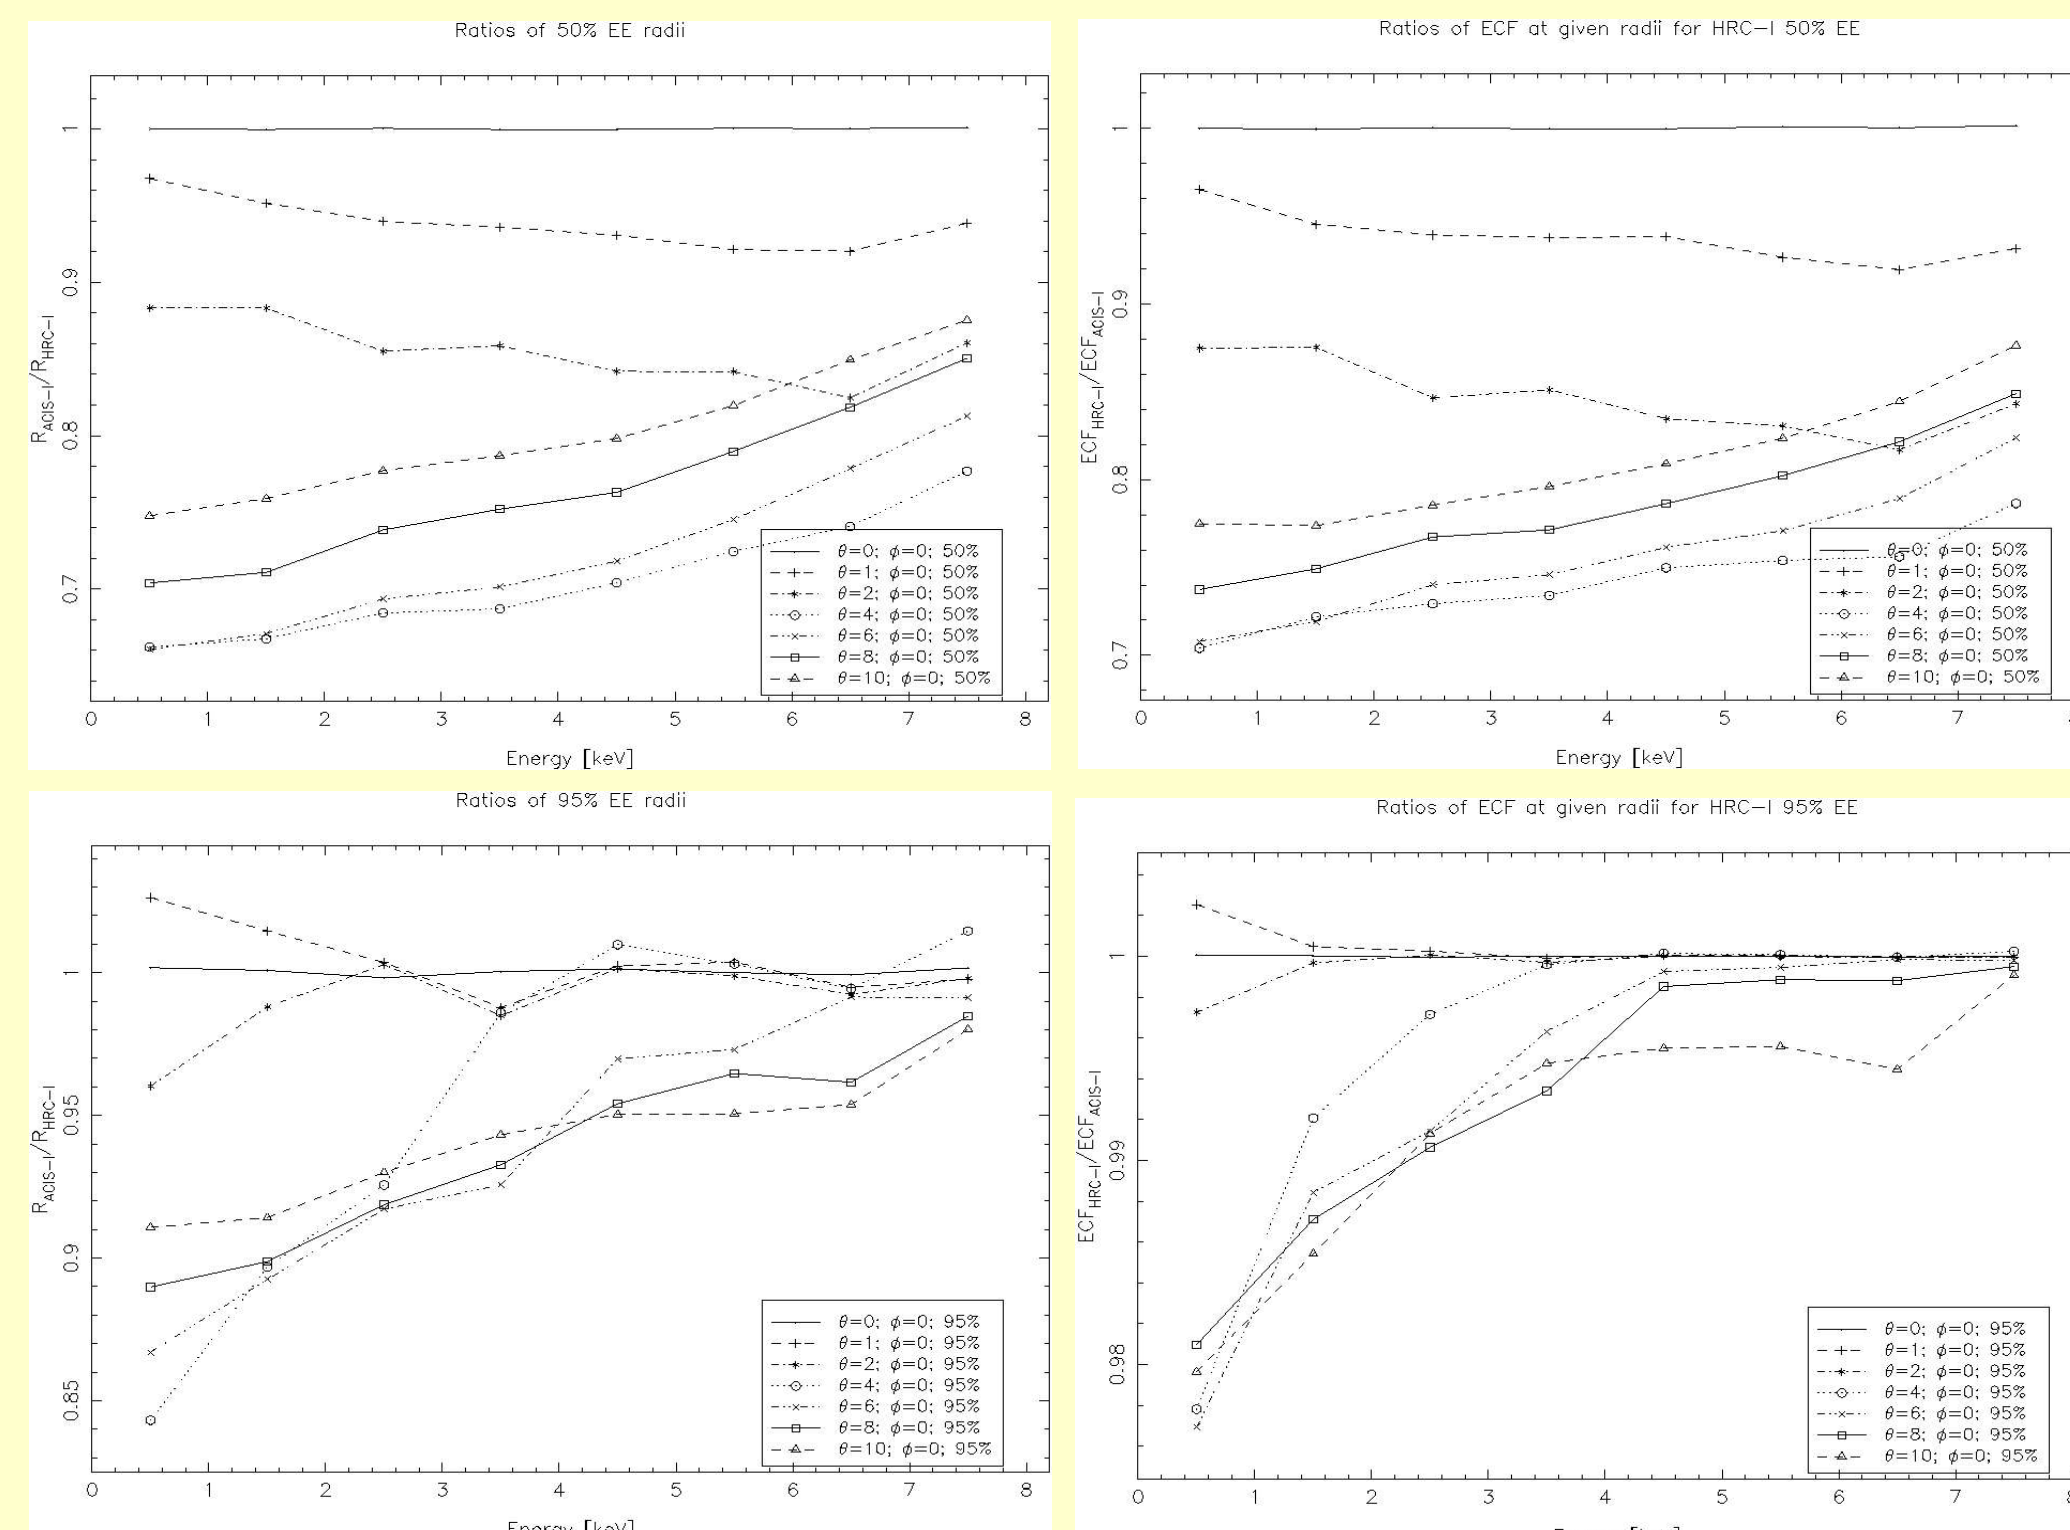 Ratios of 50% EE radii
R_ACIS−I/R_HRC−I
1
0.9
0.8
0.7
θ=0; φ=0; 50%
θ=1; φ=0; 50%
θ=2; φ=0; 50%
θ=4; φ=0; 50%
θ=6; φ=0; 50%
θ=8; φ=0; 50%
θ=10; φ=0; 50%
0 1 2 3 4 5 6 7 8
Energy [keV]
Ratios of ECF at given radii for HRC−I 50% EE
ECF_HRC−I/ECF_ACIS−I
1
0.9
0.8
0.7
θ=0; φ=0; 50%
θ=1; φ=0; 50%
θ=2; φ=0; 50%
θ=4; φ=0; 50%
θ=6; φ=0; 50%
θ=8; φ=0; 50%
θ=10; φ=0; 50%
0 1 2 3 4 5 6 7
Energy [keV]
Ratios of 95% EE radii
R_ACIS−I/R_HRC−I
1
0.95
0.9
0.85
θ=0; φ=0; 95%
θ=1; φ=0; 95%
θ=2; φ=0; 95%
θ=4; φ=0; 95%
θ=6; φ=0; 95%
θ=8; φ=0; 95%
θ=10; φ=0; 95%
0 1 2 3 4 5 6 7 8
Energy [keV]
Ratios of ECF at given radii for HRC−I 95% EE
ECF_HRC−I/ECF_ACIS−I
1
0.99
0.98
θ=0; φ=0; 95%
θ=1; φ=0; 95%
θ=2; φ=0; 95%
θ=4; φ=0; 95%
θ=6; φ=0; 95%
θ=8; φ=0; 95%
θ=10; φ=0; 95%
0 1 2 3 4 5 6 7 8